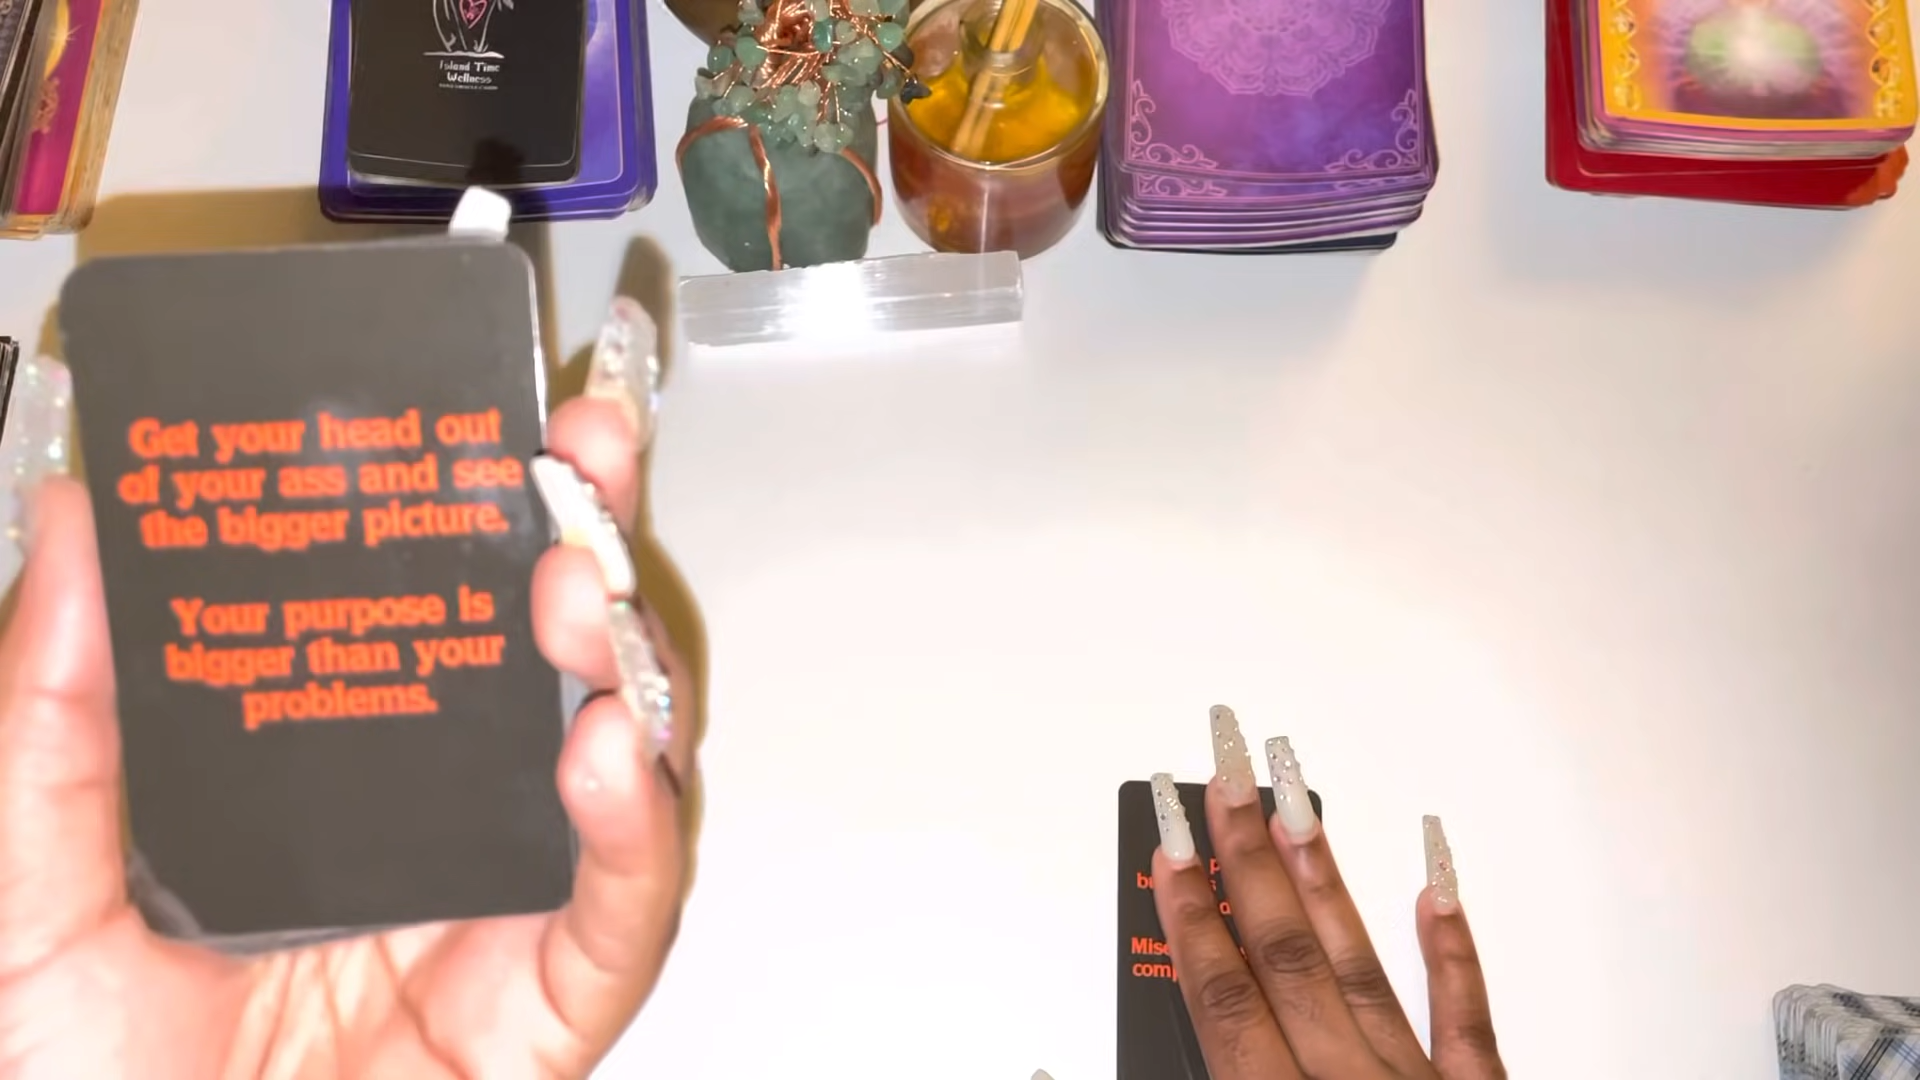 Island Time
Wellness
Get your head out
of your ass and see
the bigger picture.
Your purpose is
bigger than your
problems.